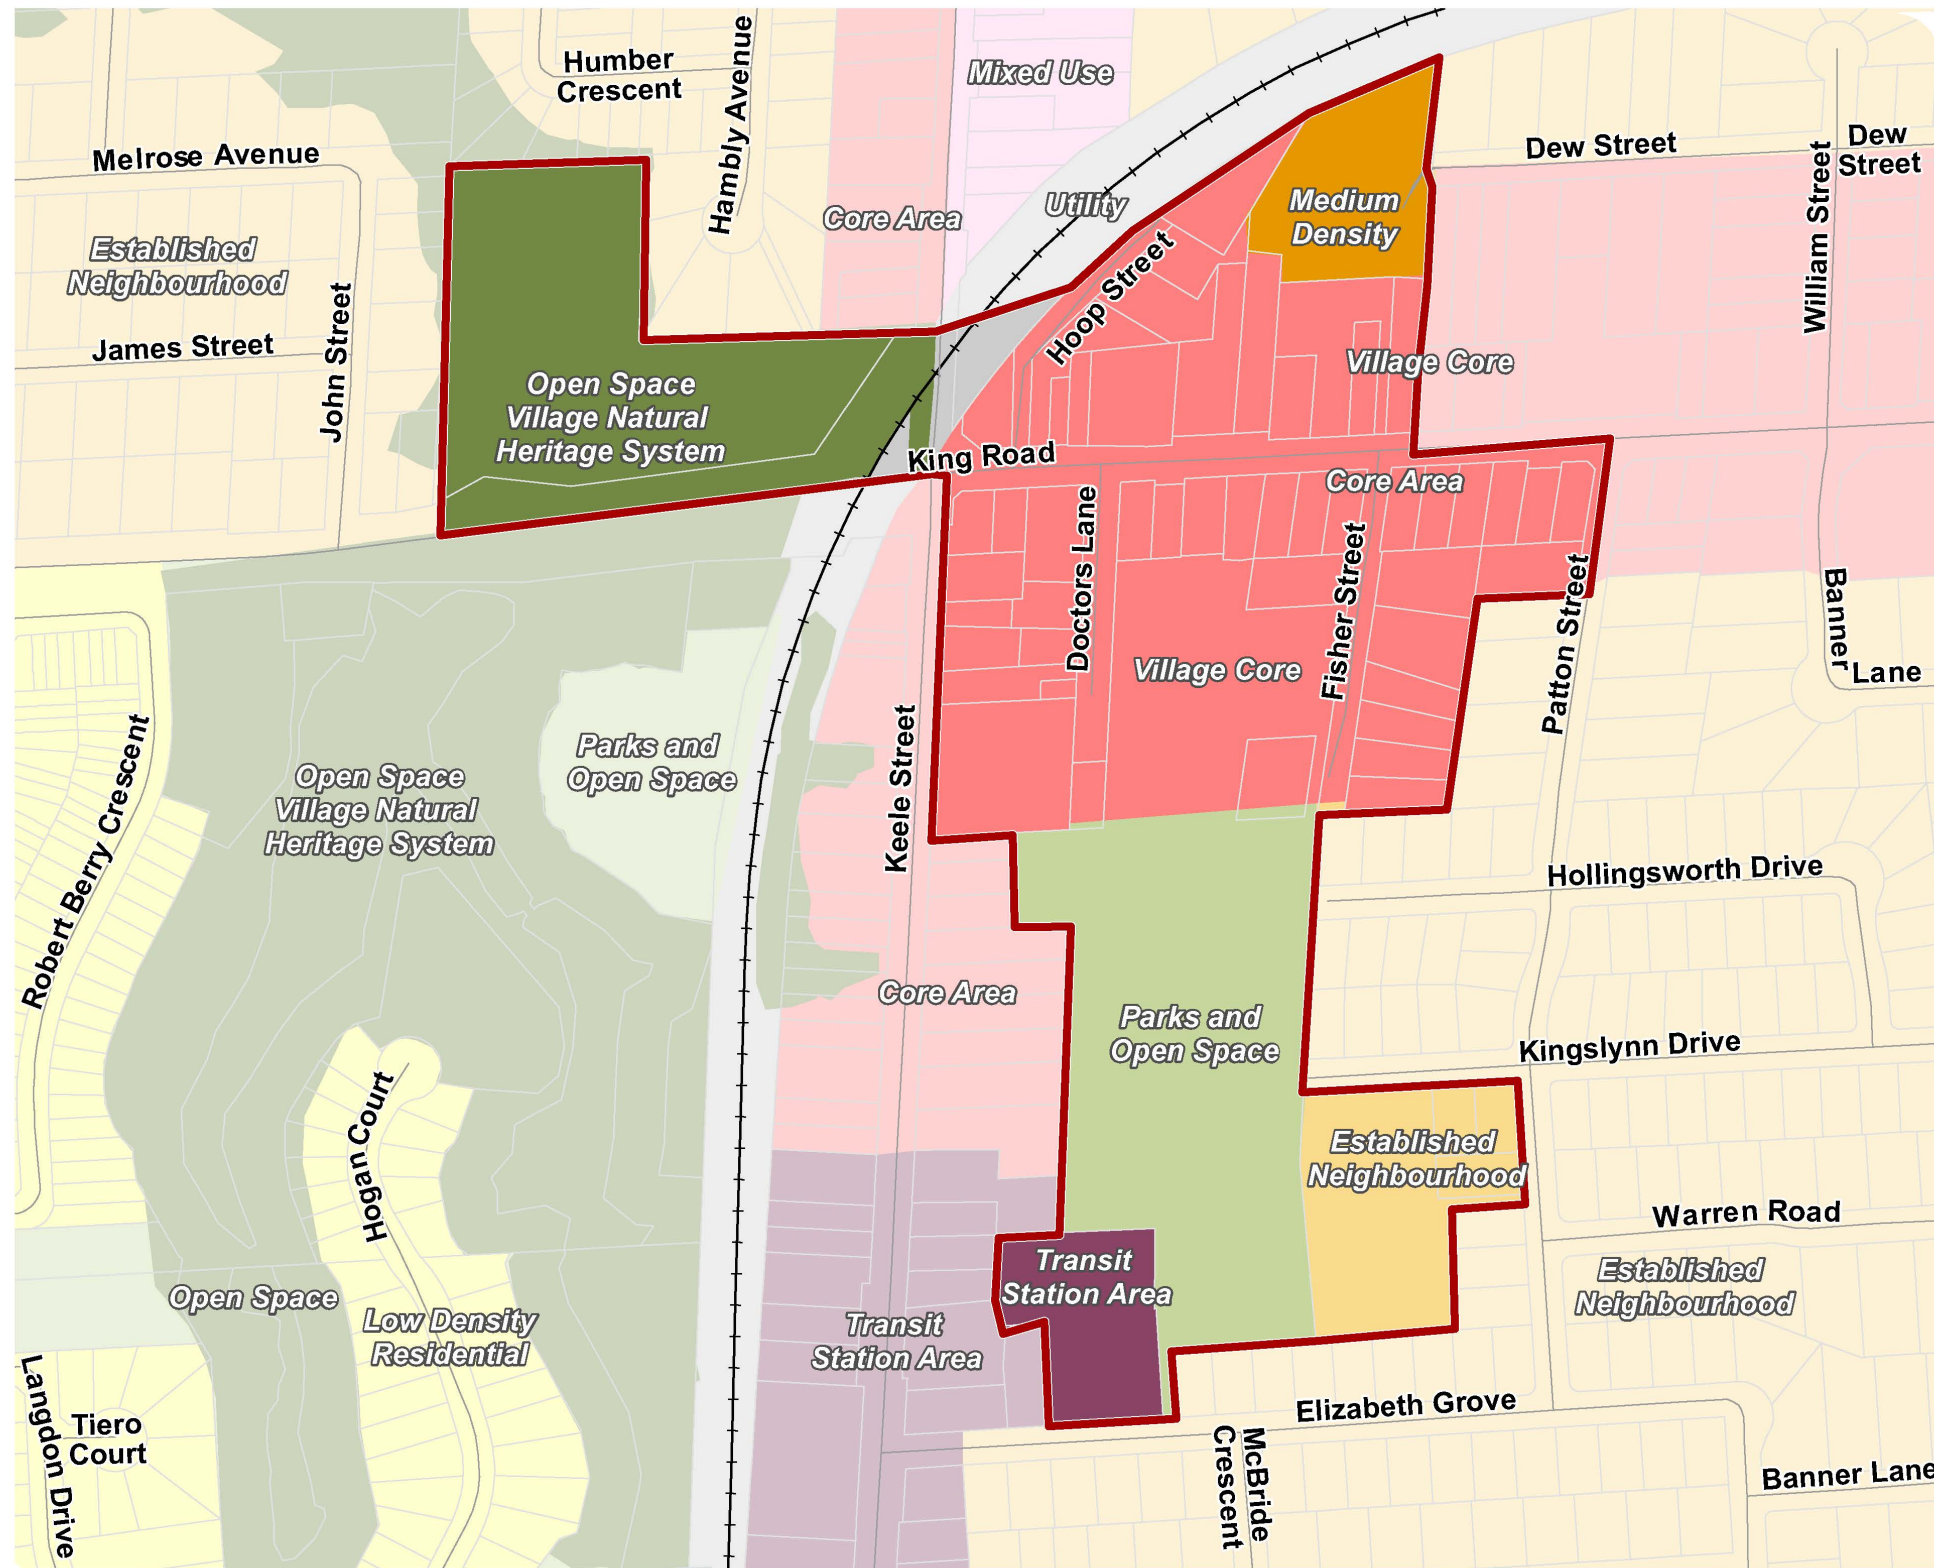 Humber
Crescent
Hambly Avenue
Mixed Use
Melrose Avenue
Dew Street
Dew
Street
William Street
Established
Neighbourhood
Core Area
Utility
Medium
Density
Hoop Street
James Street
John Street
Open Space
Village Natural
Heritage System
Village Core
King Road
Core Area
Doctors Lane
Fisher Street
Patton Street
Banner
Lane
Village Core
Keele Street
Parks and
Open Space
Open Space
Village Natural
Heritage System
Robert Berry Crescent
Hollingsworth Drive
Core Area
Parks and
Open Space
Kingslynn Drive
Hogan Court
Established
Neighbourhood
Warren Road
Transit
Station Area
Established
Neighbourhood
Open Space
Low Density
Residential
Transit
Station Area
Langdon Drive
Tiero
Court
Elizabeth Grove
McBride
Crescent
Banner Lane